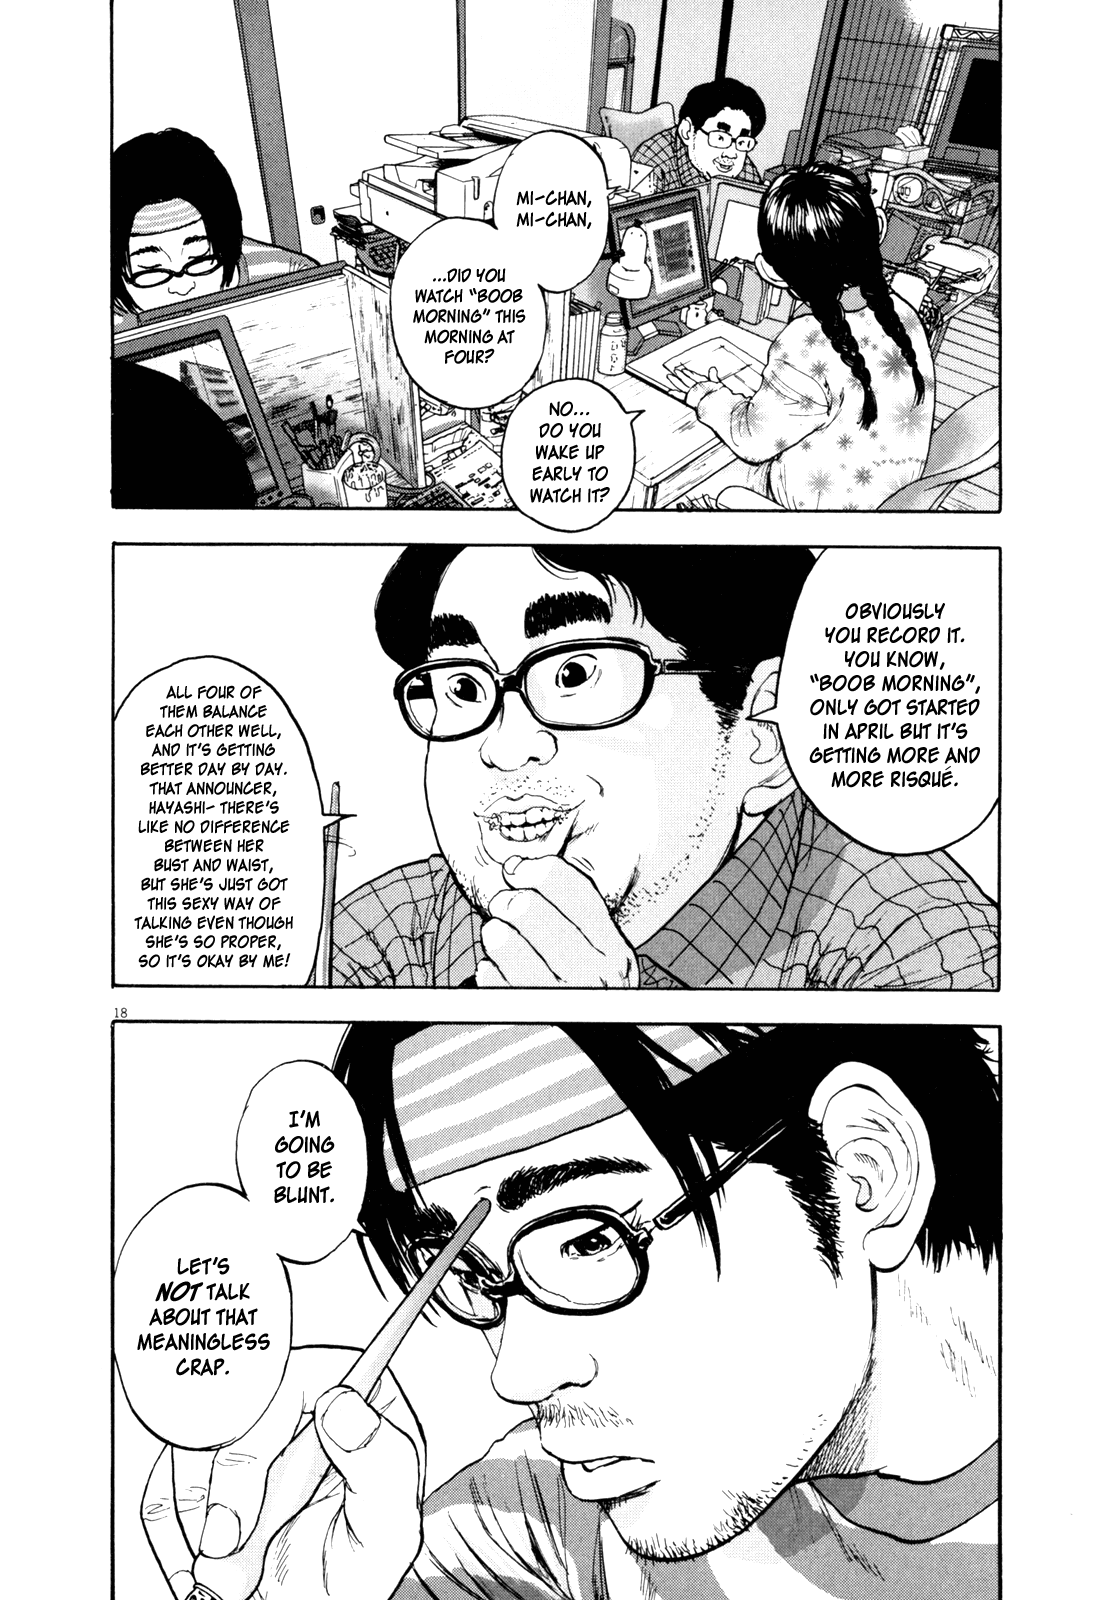 MI-CHAN,
MI-CHAN,
...DID YOU
WATCH "BOOB
MORNING" THIS
MORNING AT
FOUR?
NO...
DO YOU
WAKE UP
EARLY TO
WATCH IT?
OBVIOUSLY
YOU RECORD IT.
YOU KNOW,
"BOOB MORNING",
ONLY GOT STARTED
IN APRIL BUT IT'S
GETTING MORE AND
MORE RISQUÉ.
ALL FOUR OF
THEM BALANCE
EACH OTHER WELL,
AND IT'S GETTING
BETTER DAY BY DAY.
THAT ANNOUNCER,
HAYASHI- THERE'S
LIKE NO DIFFERENCE
BETWEEN HER
BUST AND WAIST,
BUT SHE'S JUST GOT
THIS SEXY WAY OF
TALKING EVEN THOUGH
SHE'S SO PROPER,
SO IT'S OKAY BY ME!
18
I'M
GOING
TO BE
BLUNT.
LET'S
NOT TALK
ABOUT THAT
MEANINGLESS
CRAP.